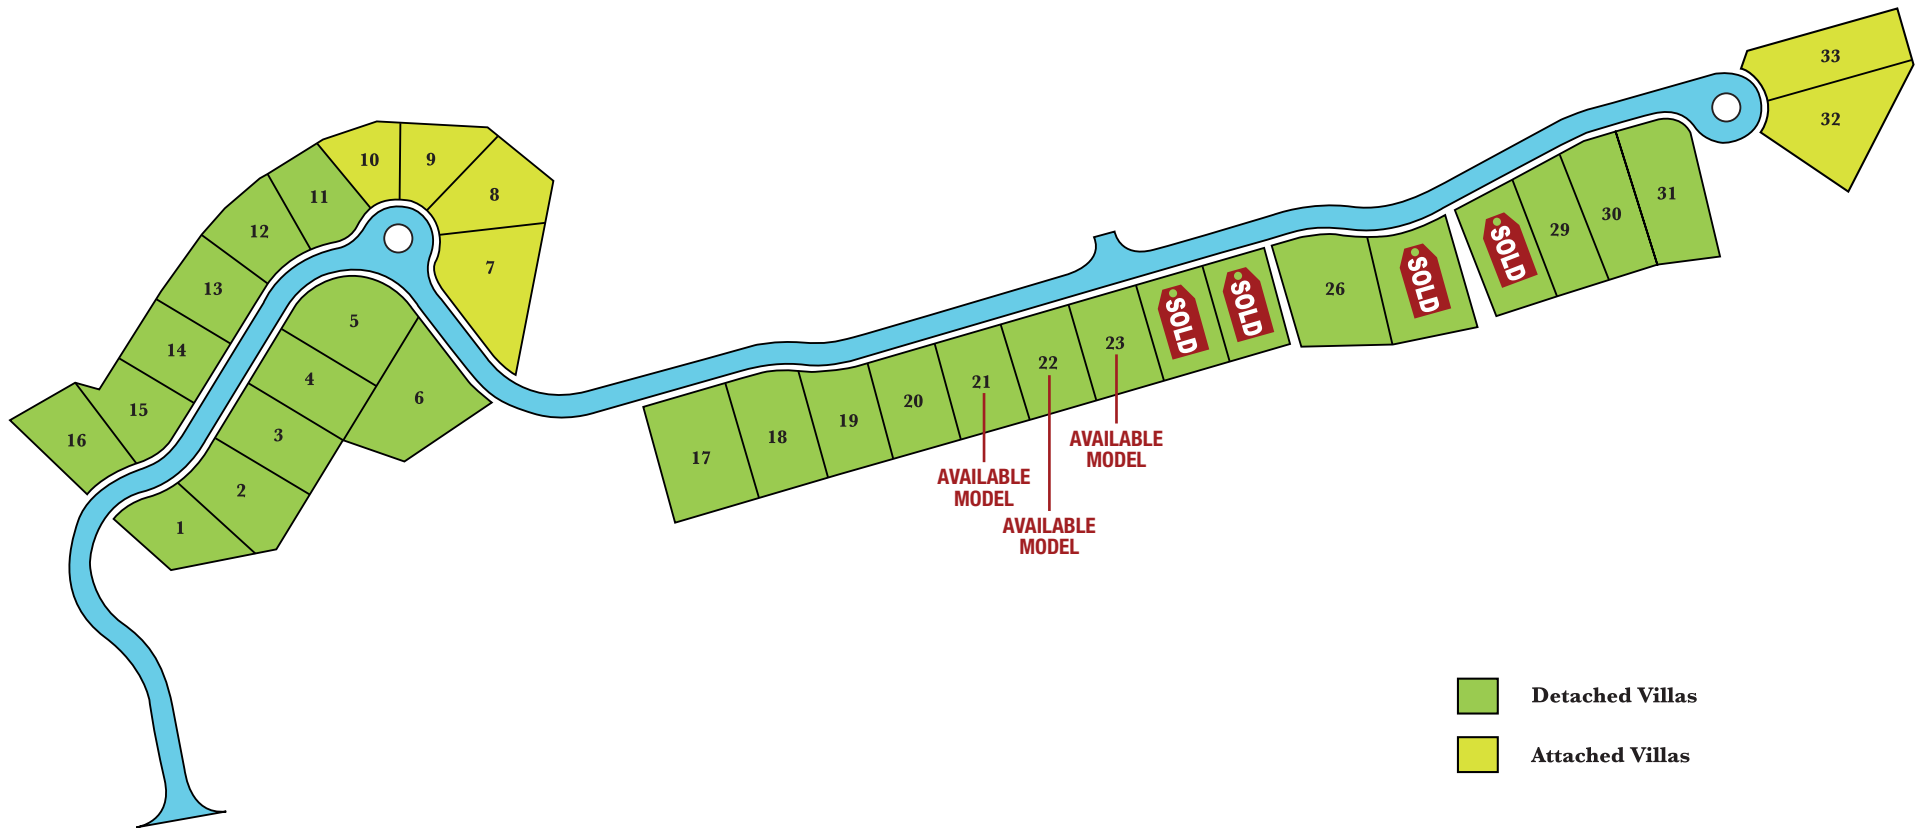 33
32
10
9
8
11
12
7
13
5
14
4
15
6
16
3
2
1
31
30
29
SOLD
SOLD
26
SOLD
SOLD
23
22
21
20
19
18
17
AVAILABLE
MODEL
AVAILABLE
MODEL
AVAILABLE
MODEL
Detached Villas
Attached Villas